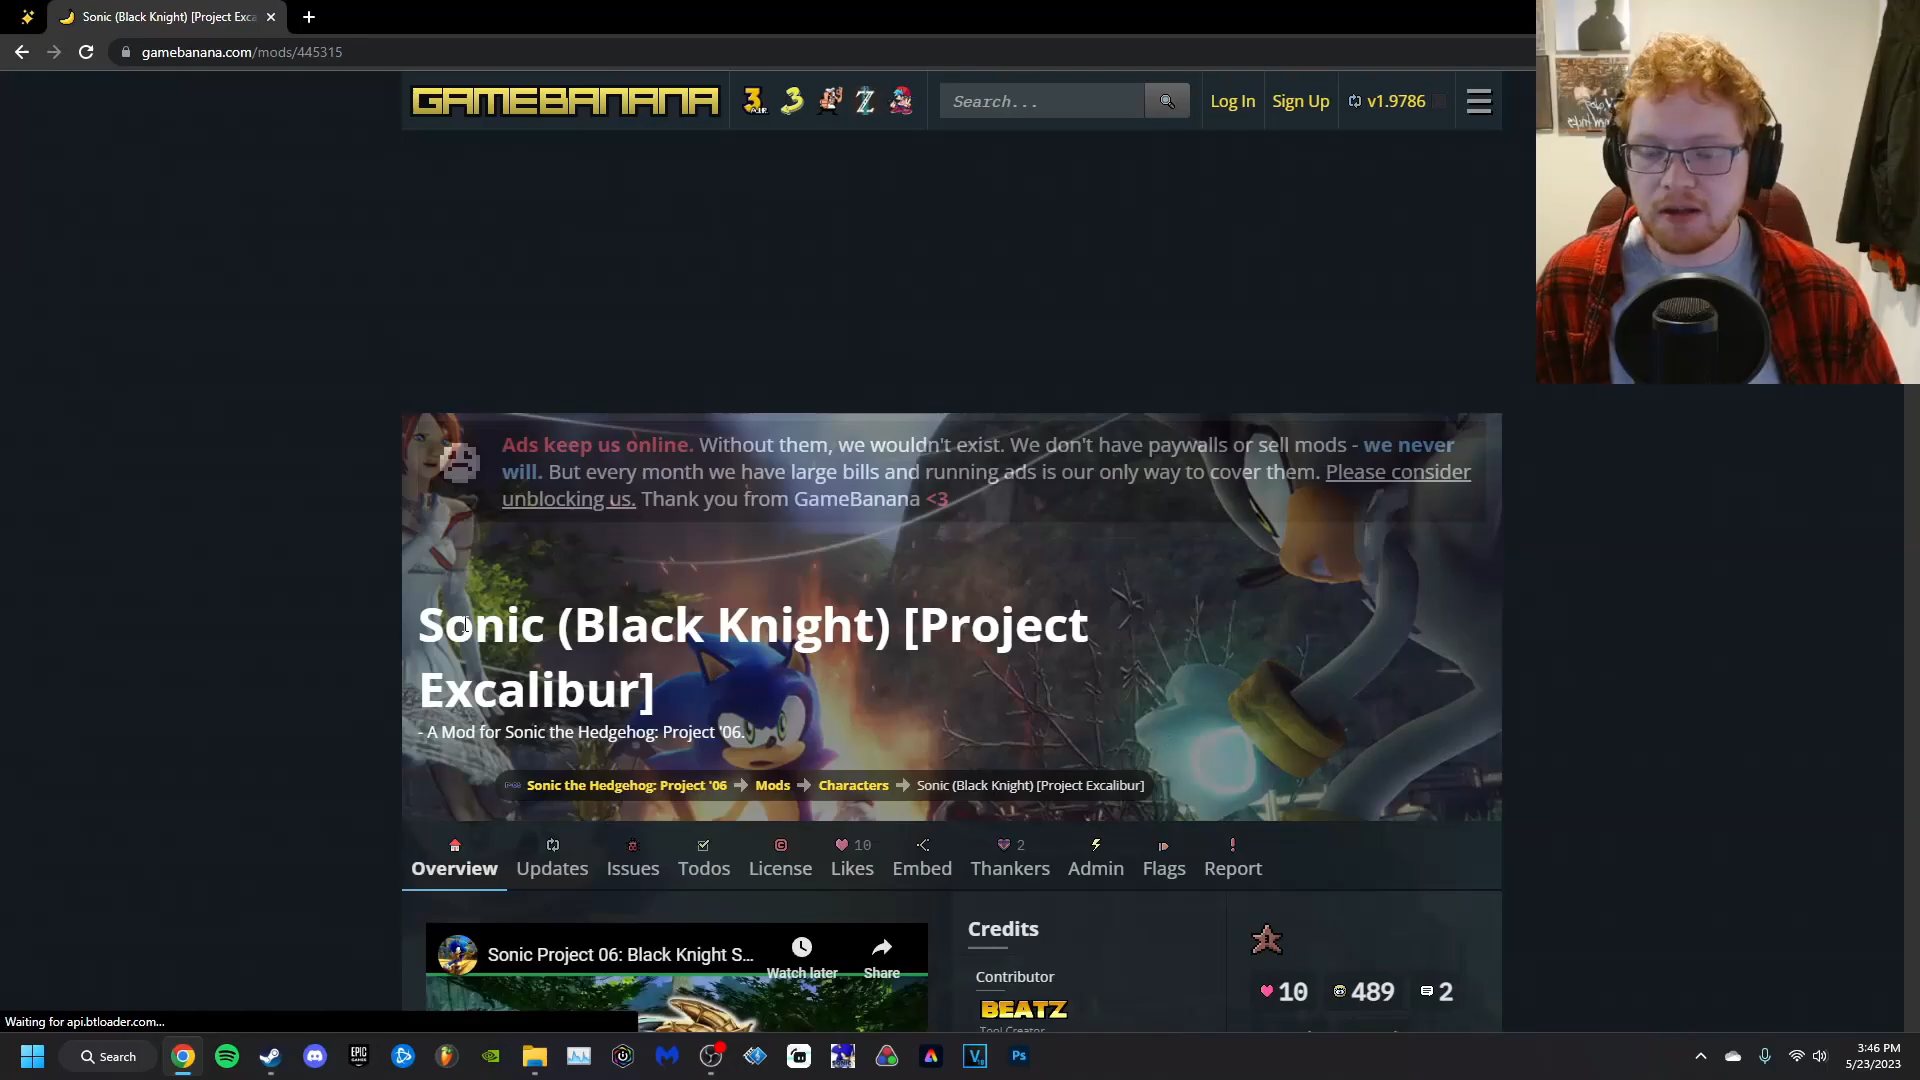 Sonic (Black Knight) [Project Exca
gamebanana.com/mods/445315
GAMEBANANA
Search...
Log In
Sign Up
v1.9786
Ads keep us online. Without them, we wouldn't exist. We don't have paywalls or sell mods - we never
will. But every month we have large bills and running ads is our only way to cover them. Please consider
unblocking us. Thank you from GameBanana <3
Sonic (Black Knight) [Project
Excalibur]
- A Mod for Sonic the Hedgehog: Project '06.
Sonic the Hedgehog: Project '06
Mods
Characters
Sonic (Black Knight) [Project Excalibur]
10
2
Overview
Updates
Issues
Todos
License
Likes
Embed
Thankers
Admin
Flags
Report
Sonic Project 06: Black Knight S...
Watch later
Share
Credits
Contributor
BEATZ
Tool Creator
10
489
2
Waiting for api.btloader.com...
Search
EPIC
GAMES
Ps
3:46 PM
5/23/2023